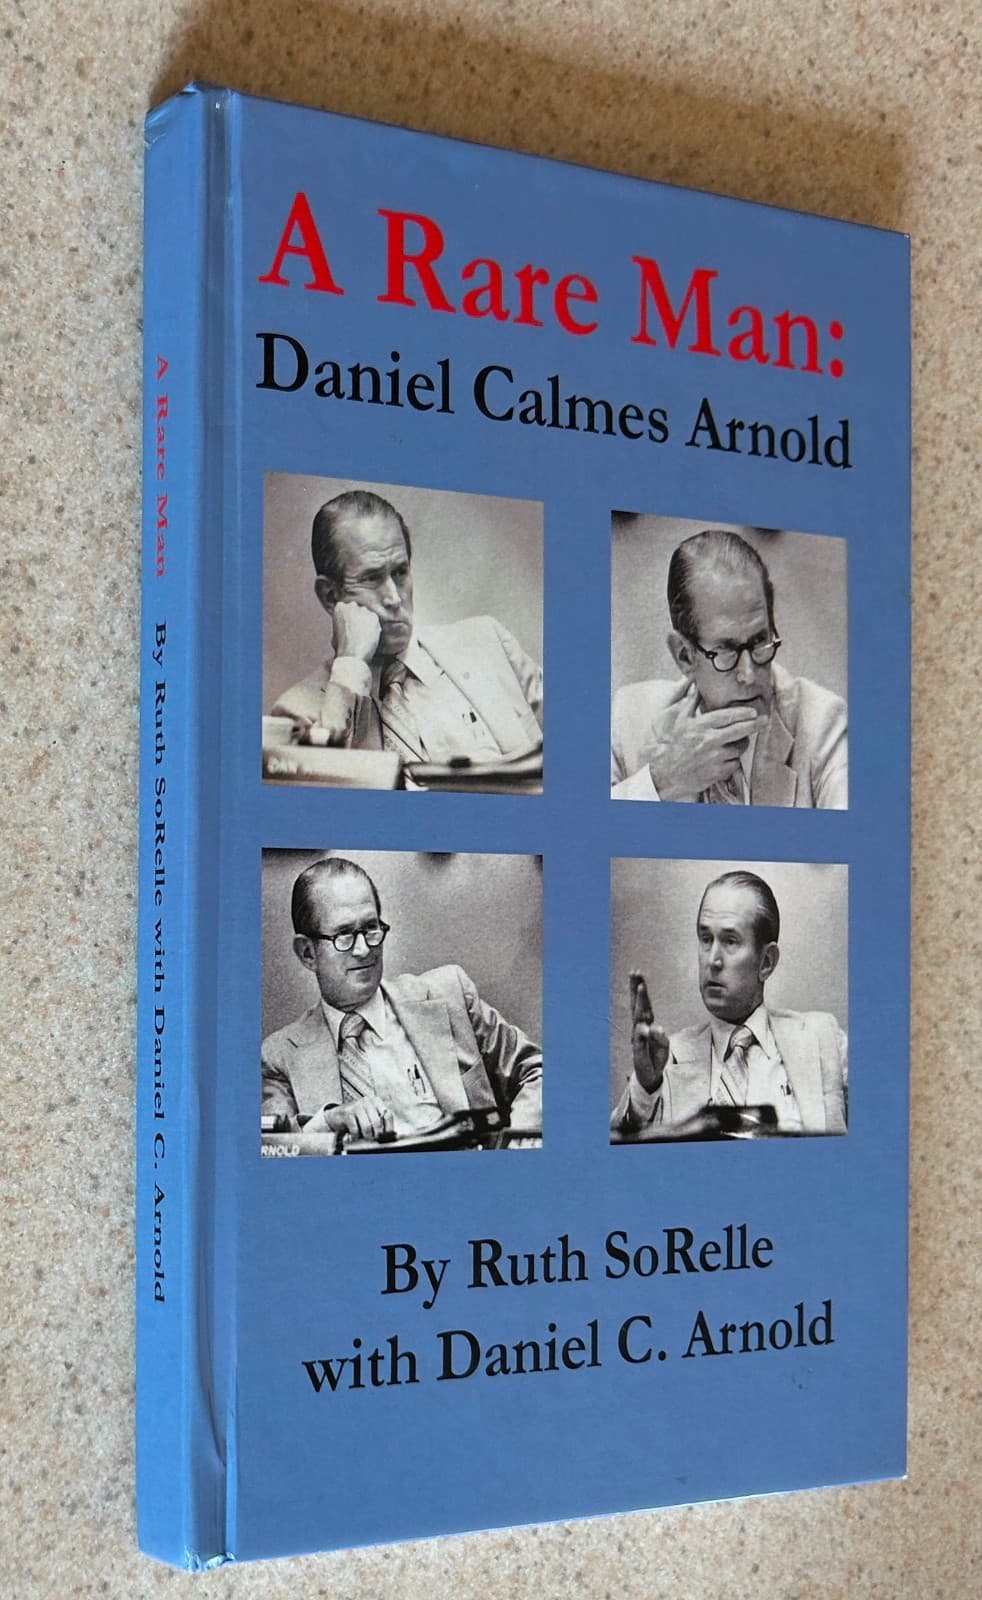 A Rare Man:
Daniel Calmes Arnold
RNOLD
By Ruth SoRelle
with Daniel C. Arnold
A Rare Man By Ruth SoRelle with Daniel C. Arnold